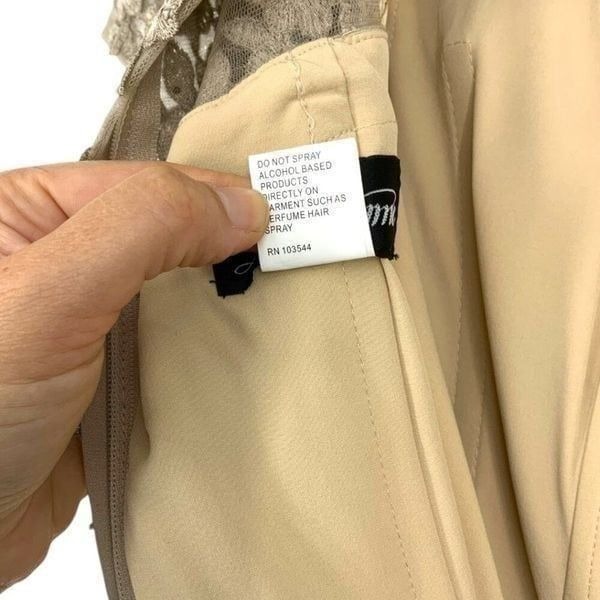 DO NOT SPRAY
ALCOHOL BASED
PRODUCTS
DIRECTLY ON
GARMENT SUCH AS
PERFUME HAIR
SPRAY
RN 103544